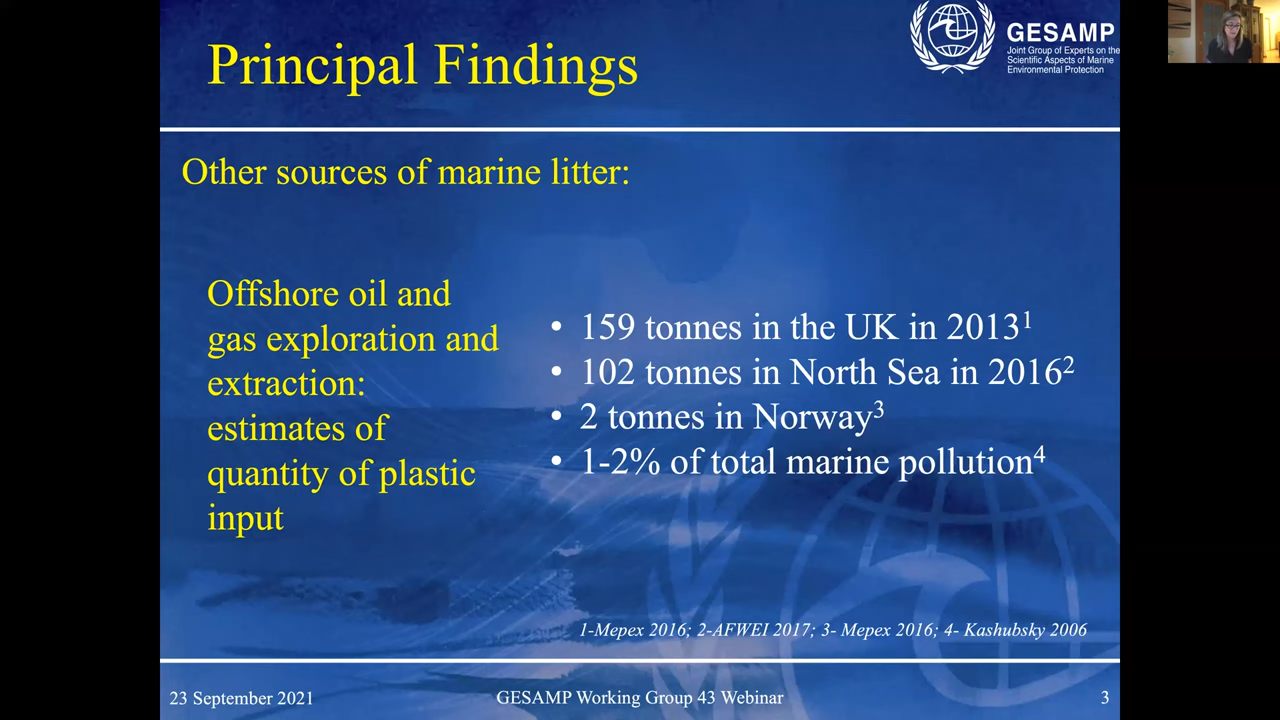 Principal Findings
GESAMP
Joint Group of Experts on the
Scientific Aspects of Marine
Environmental Protection
Other sources of marine litter:
Offshore oil and
gas exploration and
extraction:
estimates of
quantity of plastic
input
• 159 tonnes in the UK in 2013¹
• 102 tonnes in North Sea in 2016²
• 2 tonnes in Norway³
• 1-2% of total marine pollution⁴
1-Mepex 2016; 2-AFWEI 2017; 3- Mepex 2016; 4- Kashubsky 2006
23 September 2021
GESAMP Working Group 43 Webinar
3